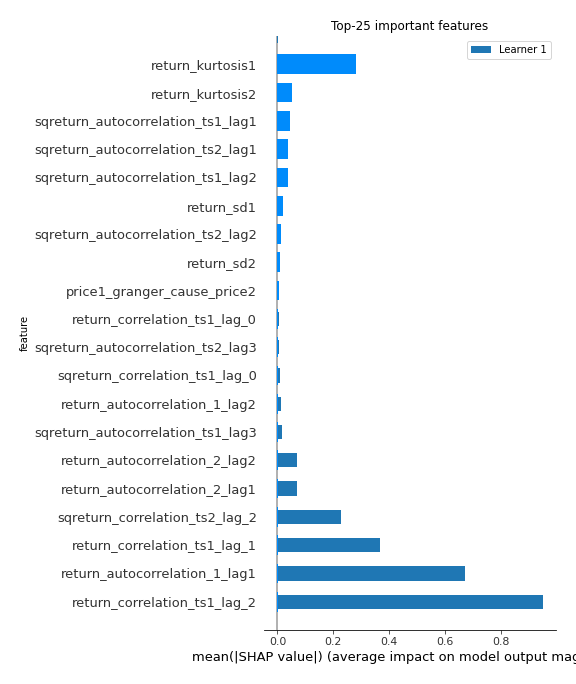 Top-25 important features
Learner 1
return_kurtosis1
return_kurtosis2
sqreturn_autocorrelation_ts1_lag1
sqreturn_autocorrelation_ts2_lag1
sqreturn_autocorrelation_ts1_lag2
return_sd1
sqreturn_autocorrelation_ts2_lag2
return_sd2
price1_granger_cause_price2
return_correlation_ts1_lag_0
sqreturn_autocorrelation_ts2_lag3
sqreturn_correlation_ts1_lag_0
return_autocorrelation_1_lag2
sqreturn_autocorrelation_ts1_lag3
return_autocorrelation_2_lag2
return_autocorrelation_2_lag1
sqreturn_correlation_ts2_lag_2
return_correlation_ts1_lag_1
return_autocorrelation_1_lag1
return_correlation_ts1_lag_2
feature
0.0 0.2 0.4 0.6 0.8
mean(|SHAP value|) (average impact on model output mag